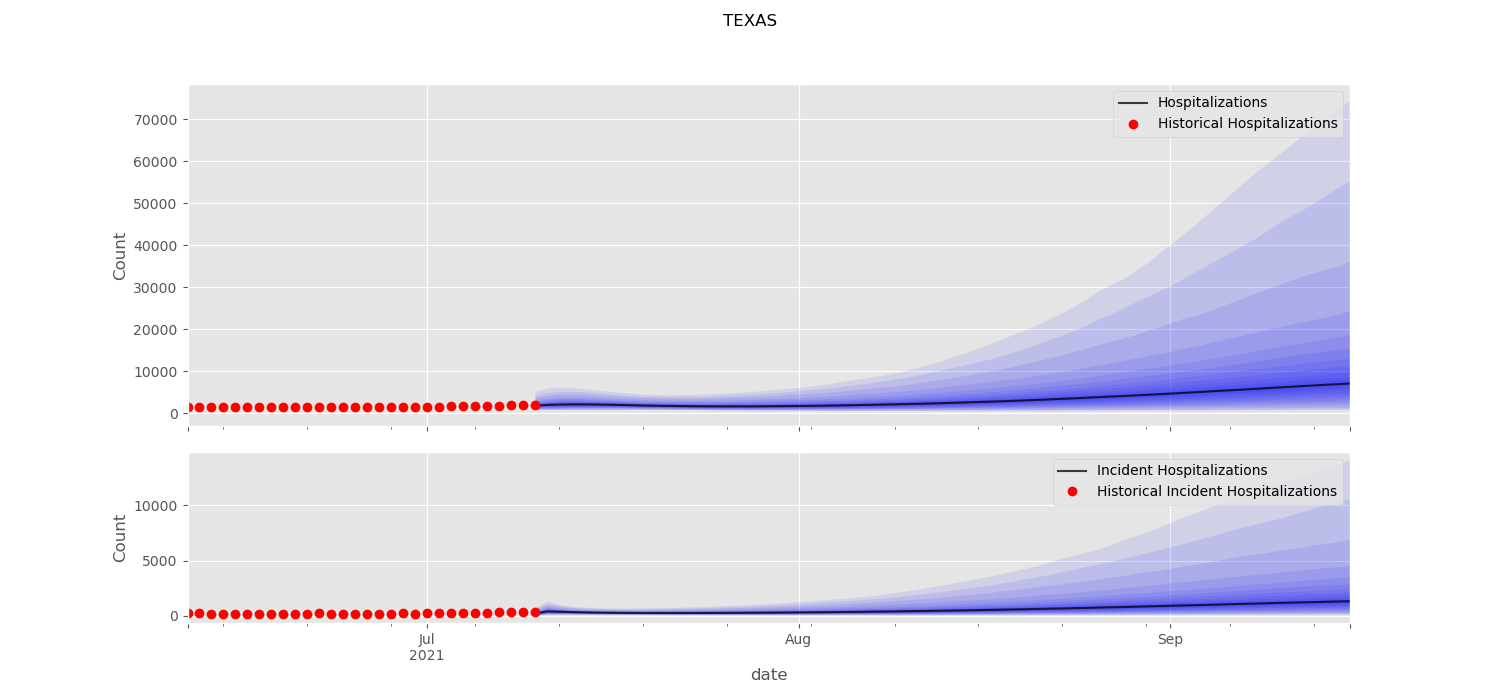 TEXAS
Hospitalizations
Historical Hospitalizations
70000
60000
50000
40000
30000
20000
10000
0
Count
Incident Hospitalizations
Historical Incident Hospitalizations
10000
5000
0
Count
Jul
2021
Aug
Sep
date